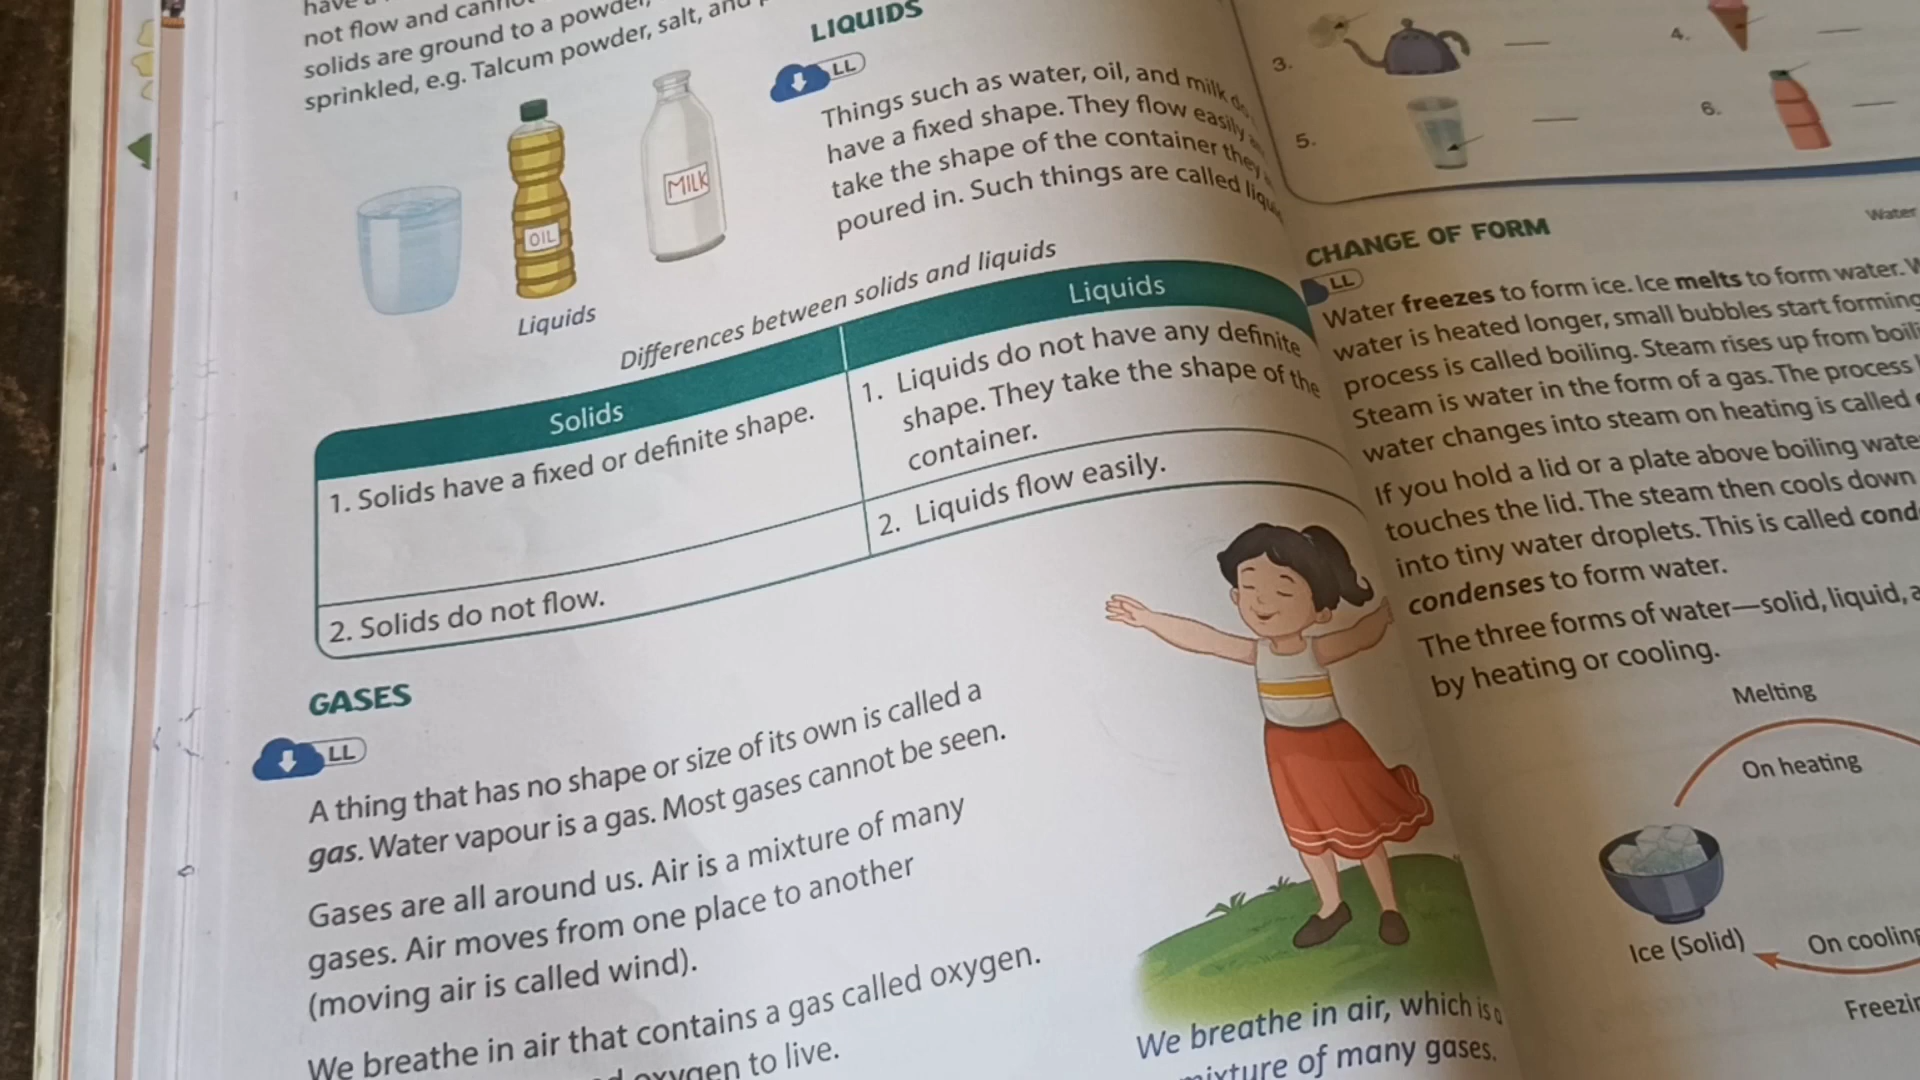 have a
not flow and cannot
solids are ground to a powder,
sprinkled, e.g. Talcum powder, salt, and
OIL
MILK
Liquids
LIQUIDS
LL
Things such as water, oil, and milk do
have a fixed shape. They flow easily
take the shape of the container they
poured in. Such things are called
Differences between solids and liquids
Solids
Liquids
1. Solids have a fixed or definite shape.
1. Liquids do not have any definite
shape. They take the shape of the
container.
2. Solids do not flow.
2. Liquids flow easily.
GASES
LL
A thing that has no shape or size of its own is called a
gas. Water vapour is a gas. Most gases cannot be seen.
Gases are all around us. Air is a mixture of many
gases. Air moves from one place to another
(moving air is called wind).
We breathe in air that contains a gas called oxygen.
oxygen to live.
We breathe in air, which is a
mixture of many gases.
3.
4.
5.
6.
Water
CHANGE OF FORM
LL
Water freezes to form ice. Ice melts to form water.
water is heated longer, small bubbles start forming
process is called boiling. Steam rises up from
Steam is water in the form of a gas. The process
water changes into steam on heating is called
If you hold a lid or a plate above boiling
touches the lid. The steam then cools down
into tiny water droplets. This is called
condenses to form water.
The three forms of water—solid, liquid,
by heating or cooling.
Melting
On heating
Ice (Solid)
On cooling